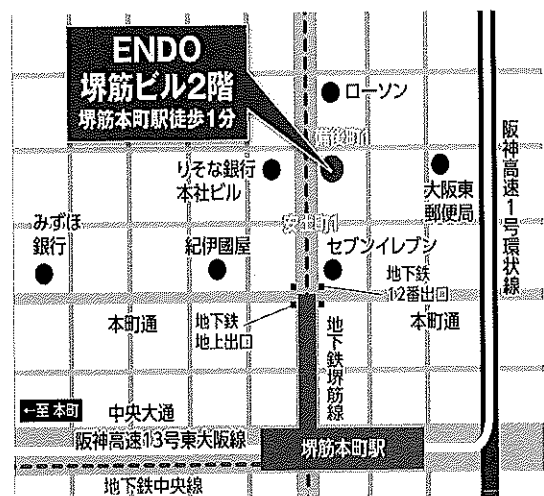 ENDO
堺筋ビル2階
堺筋本町駅徒歩1分
ローソン
備後町1
りそな銀行
本社ビル
大阪東
郵便局
阪神高速1号環状線
みずほ
銀行
紀伊國屋
安土町1
セブンイレブン
地下鉄
12番出口
本町通
地下鉄
地上出口
地下鉄堺筋線
本町通
←至 本町
中央大通
阪神高速13号東大阪線
堺筋本町駅
地下鉄中央線